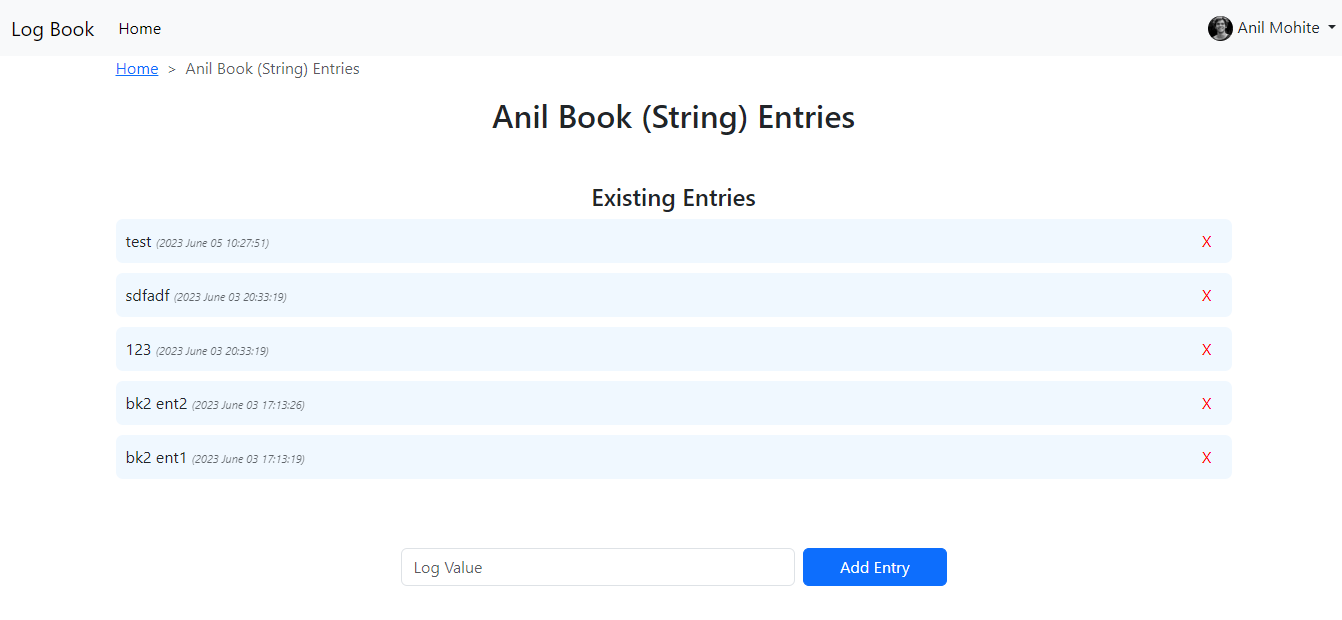 Log Book Home Anil Mohite
Home > Anil Book (String) Entries
Anil Book (String) Entries
Existing Entries
test (2023 June 05 10:27:51) X
sdfadf (2023 June 03 20:33:19) X
123 (2023 June 03 20:33:19) X
bk2 ent2 (2023 June 03 17:13:26) X
bk2 ent1 (2023 June 03 17:13:19) X
Log Value Add Entry